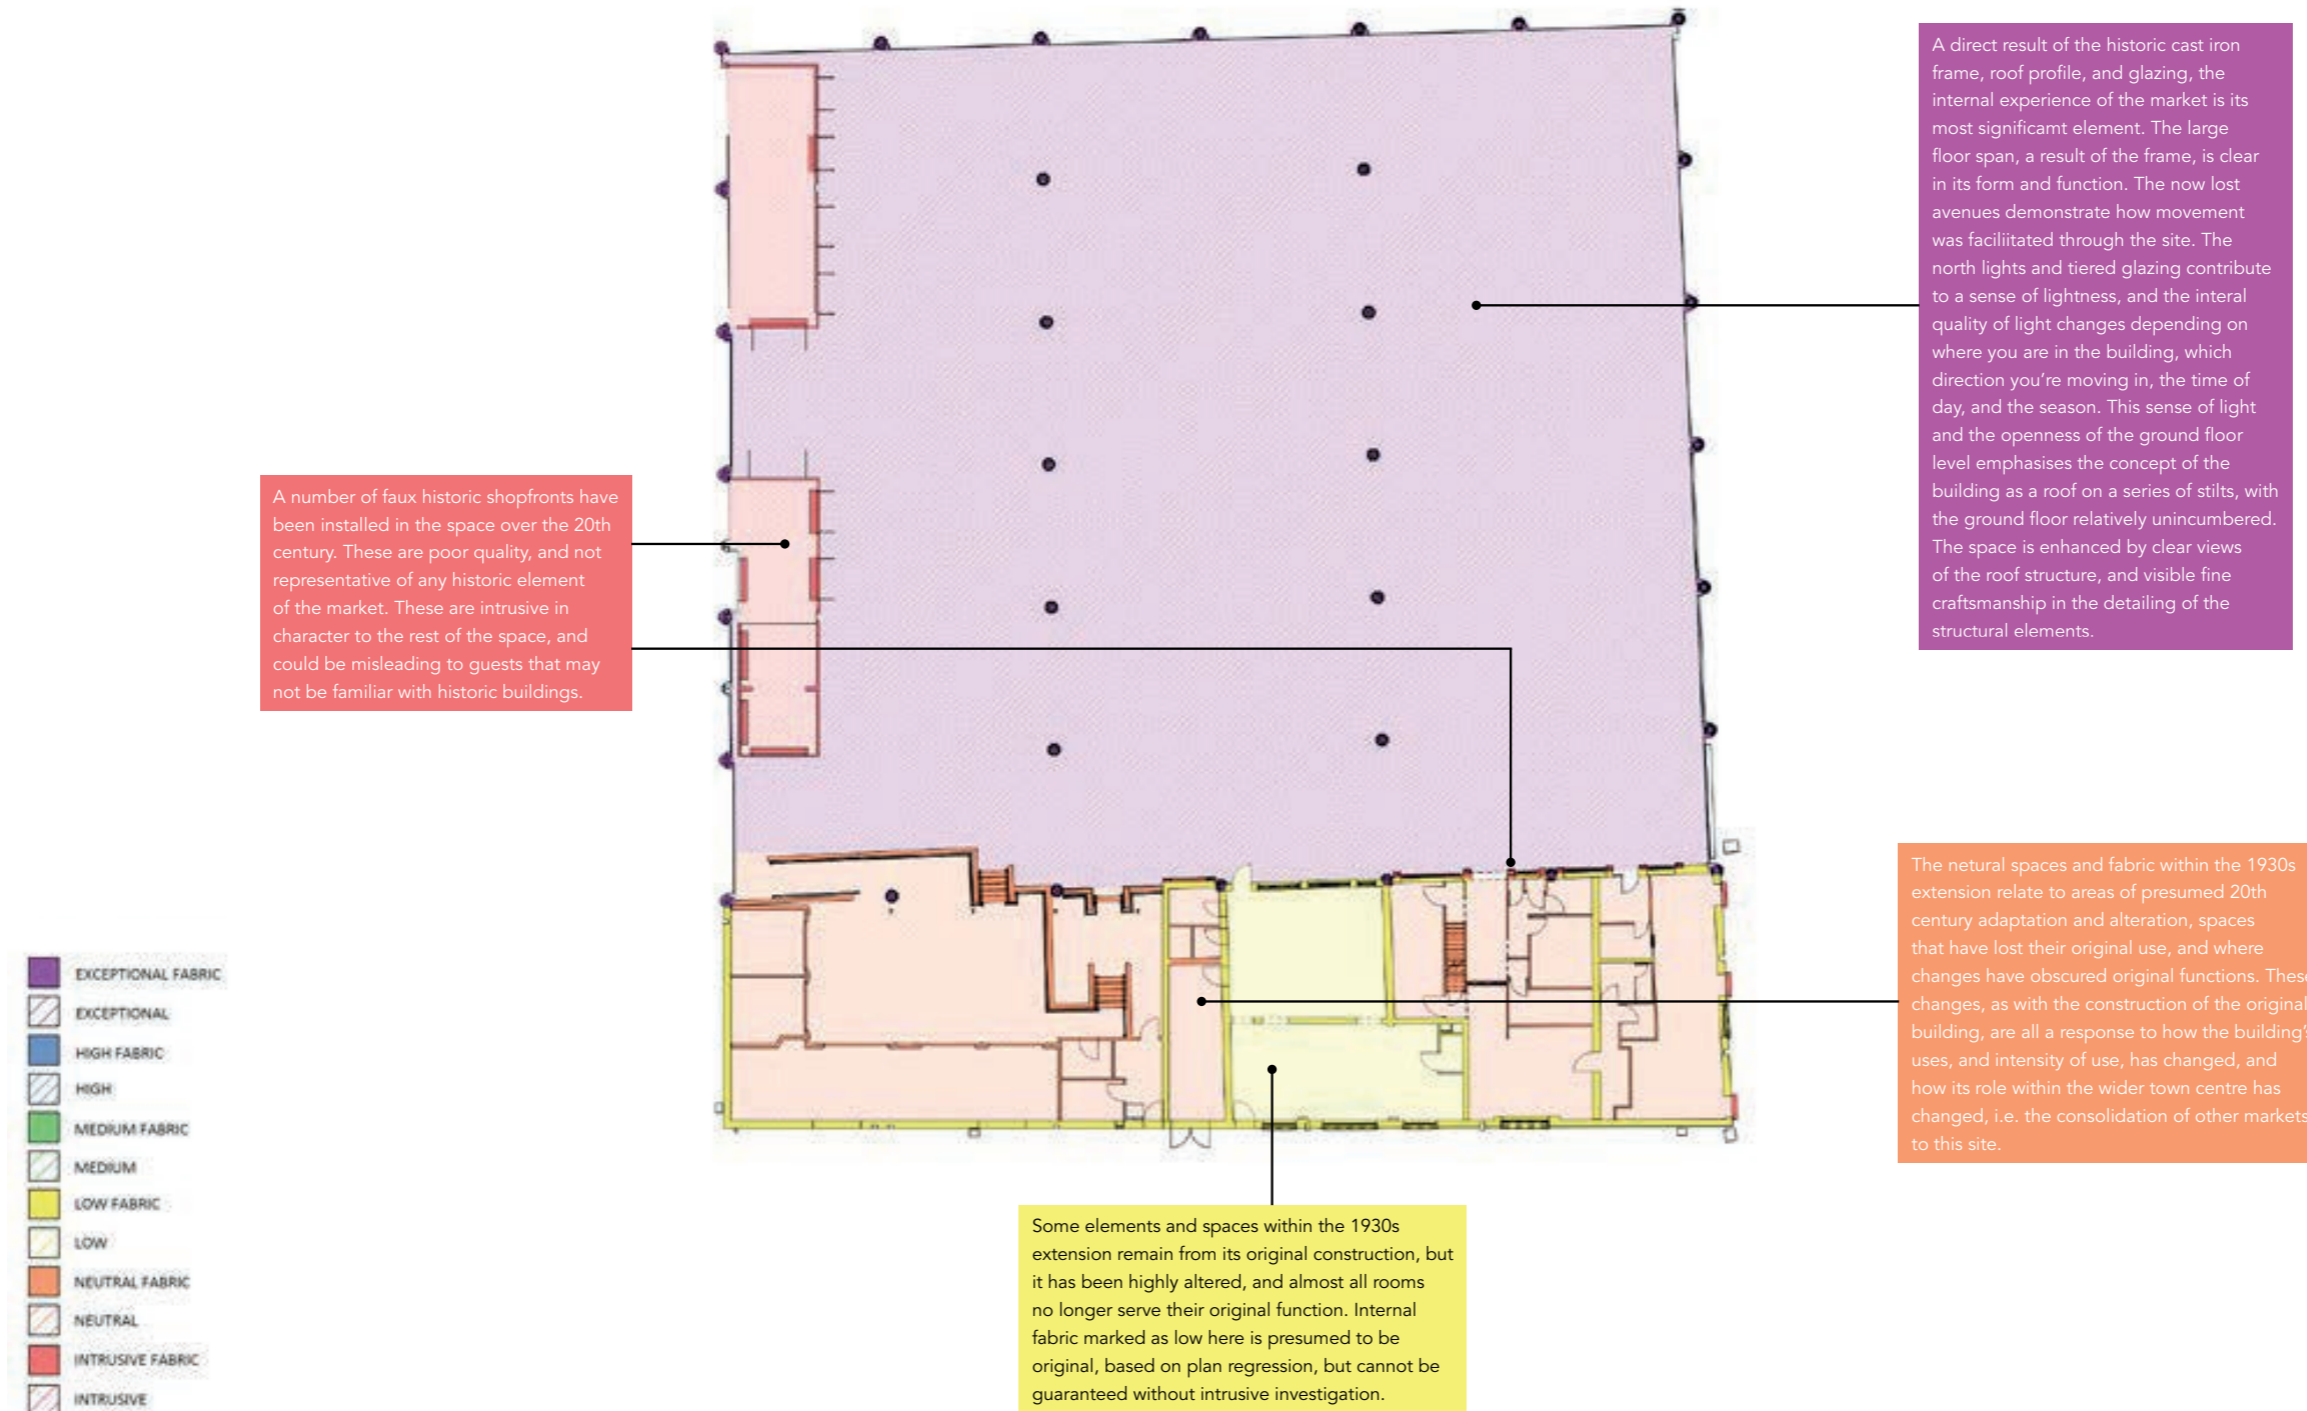 A direct result of the historic cast iron
frame, roof profile, and glazing, the
internal experience of the market is its
most significamt element. The large
floor span, a result of the frame, is clear
in its form and function. The now lost
avenues demonstrate how movement
was faciliitated through the site. The
north lights and tiered glazing contribute
to a sense of lightness, and the interal
quality of light changes depending on
where you are in the building, which
direction you're moving in, the time of
day, and the season. This sense of light
and the openness of the ground floor
level emphasises the concept of the
building as a roof on a series of stilts, with
the ground floor relatively unincumbered.
The space is enhanced by clear views
of the roof structure, and visible fine
craftsmanship in the detailing of the
structural elements.
A number of faux historic shopfronts have
been installed in the space over the 20th
century. These are poor quality, and not
representative of any historic element
of the market. These are intrusive in
character to the rest of the space, and
could be misleading to guests that may
not be familiar with historic buildings.
The netural spaces and fabric within the 1930s
extension relate to areas of presumed 20th
century adaptation and alteration, spaces
that have lost their original use, and where
changes have obscured original functions. These
changes, as with the construction of the original
building, are all a response to how the building'
uses, and intensity of use, has changed, and
how its role within the wider town centre has
changed, i.e. the consolidation of other markets
to this site.
EXCEPTIONAL FABRIC
EXCEPTIONAL
HIGH FABRIC
HIGH
MEDIUM FABRIC
MEDIUM
LOW FABRIC
LOW
NEUTRAL FABRIC
NEUTRAL
INTRUSIVE FABRIC
INTRUSIVE
Some elements and spaces within the 1930s
extension remain from its original construction, but
it has been highly altered, and almost all rooms
no longer serve their original function. Internal
fabric marked as low here is presumed to be
original, based on plan regression, but cannot be
guaranteed without intrusive investigation.